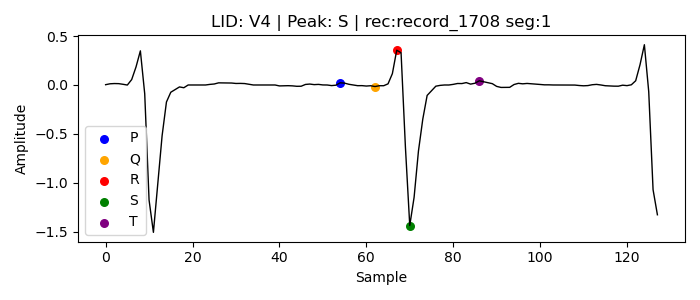 LID: V4 | Peak: S | rec:record_1708 seg:1
Amplitude
0.5
0.0
−0.5
−1.0
−1.5
P
Q
R
S
T
0 20 40 60 80 100 120
Sample